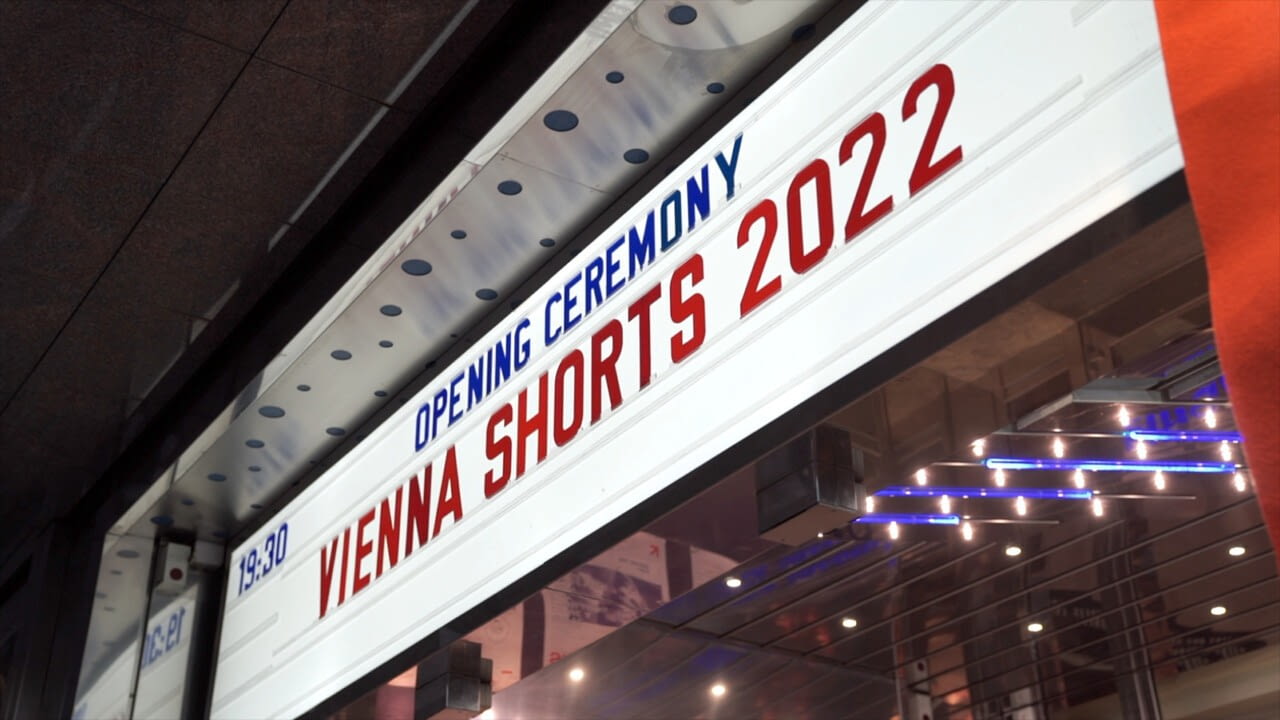 OPENING CEREMONY
19:30 VIENNA SHORTS 2022